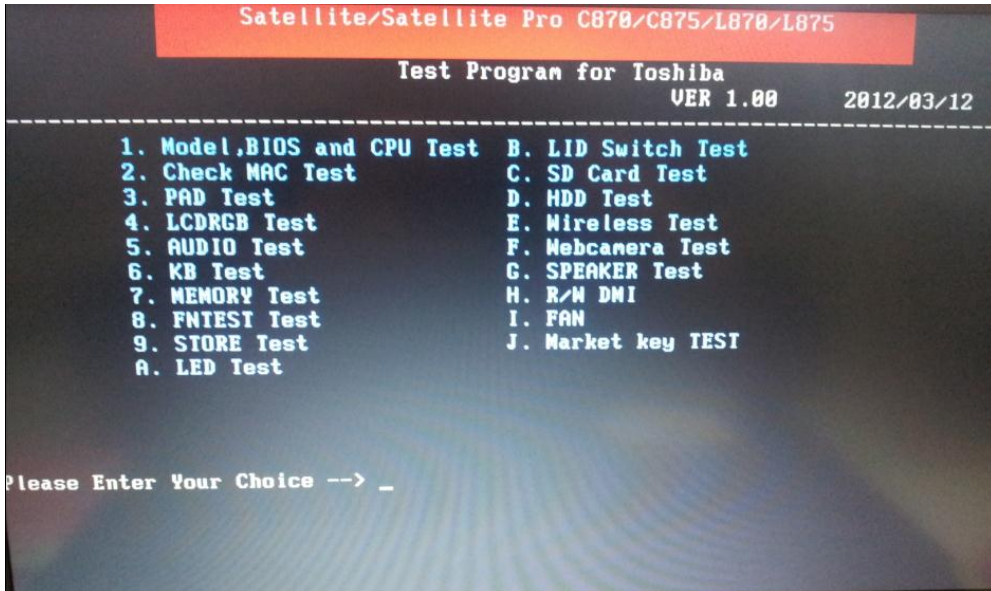 Satellite/Satellite Pro C870/C875/L870/L875
Test Program for Toshiba
VER 1.00 2012/03/12
1. Model,BIOS and CPU Test B. LID Switch Test
2. Check MAC Test C. SD Card Test
3. PAD Test D. HDD Test
4. LCDRGB Test E. Wireless Test
5. AUDIO Test F. Webcamera Test
6. KB Test G. SPEAKER Test
7. MEMORY Test H. R/W DMI
8. FNTEST Test I. FAN
9. STORE Test J. Market key TEST
A. LED Test
Please Enter Your Choice --> _